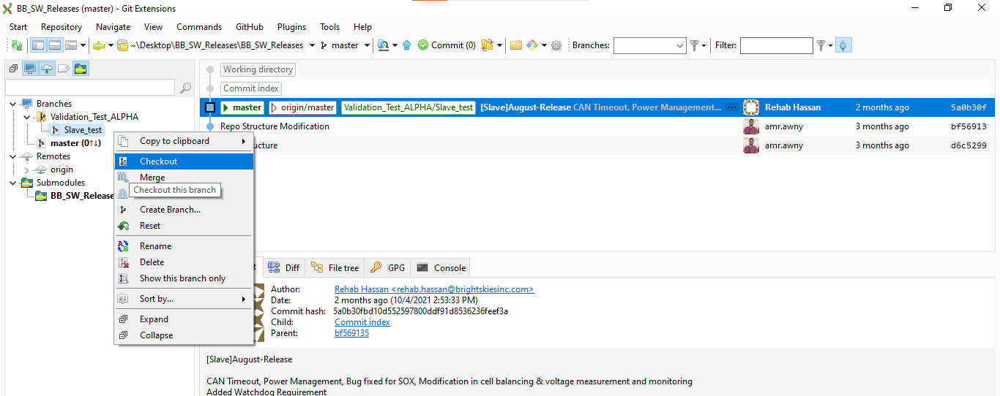 BB_SW_Releases (master) - Git Extensions
Start Repository Navigate View Commands GitHub Plugins Tools Help
~\Desktop\BB_SW_Releases\BB_SW_Releases master Commit (0) Branches: Filter:
Working directory
Commit index
master origin/master Validation_Test_ALPHA/Slave_test [Slave]August-Release CAN Timeout, Power Management... Rehab Hassan 2 months ago 5a0b30f
Repo Structure Modification amr.awny 3 months ago bf56913
amr.awny 3 months ago d6c5299
Branches
Validation_Test_ALPHA
Slave_test
master (0↑↓)
Remotes
origin
Submodules
BB_SW_Release
Copy to clipboard
Checkout
Merge
Checkout this branch
Create Branch...
Reset
Rename
Delete
Show this branch only
Sort by...
Expand
Collapse
Diff File tree GPG Console
Author: Rehab Hassan <rehab.hassan@brightskiesinc.com>
Date: 2 months ago (10/4/2021 2:53:33 PM)
Commit hash: 5a0b30fbd10d552597800ddf91d8536236feef3a
Child: Commit index
Parent: bf569135
[Slave]August-Release
CAN Timeout, Power Management, Bug fixed for SOX, Modification in cell balancing & voltage measurement and monitoring
Added Watchdog Requirement